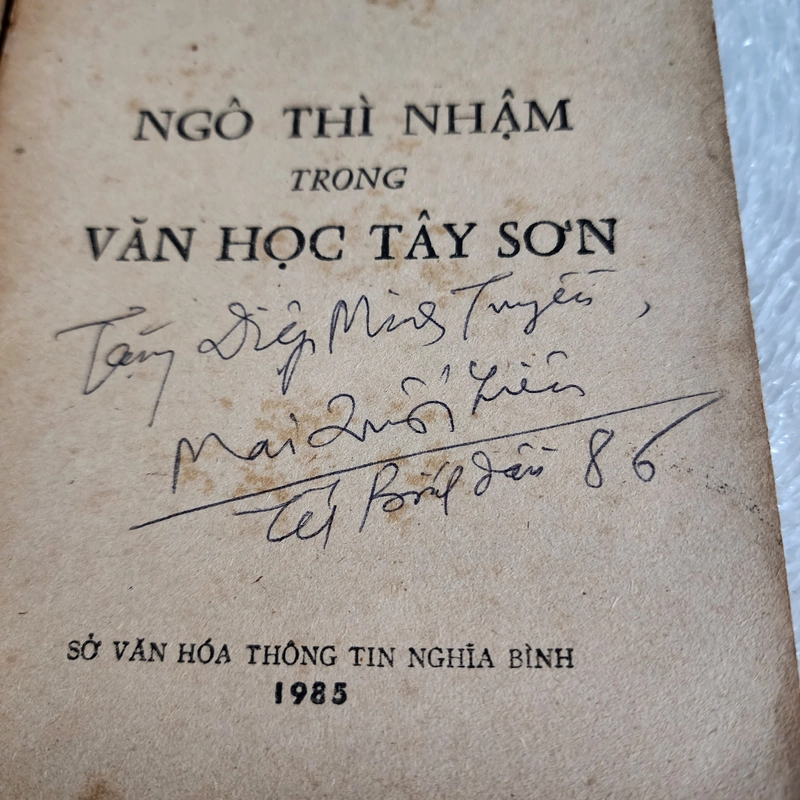 NGÔ THÌ NHẬM
TRONG
VĂN HỌC TÂY SƠN
Tặng Diệp Minh Tuyền,
Mai Quốc Liên
Tết Bính dần 86
SỞ VĂN HÓA THÔNG TIN NGHĨA BÌNH
1985